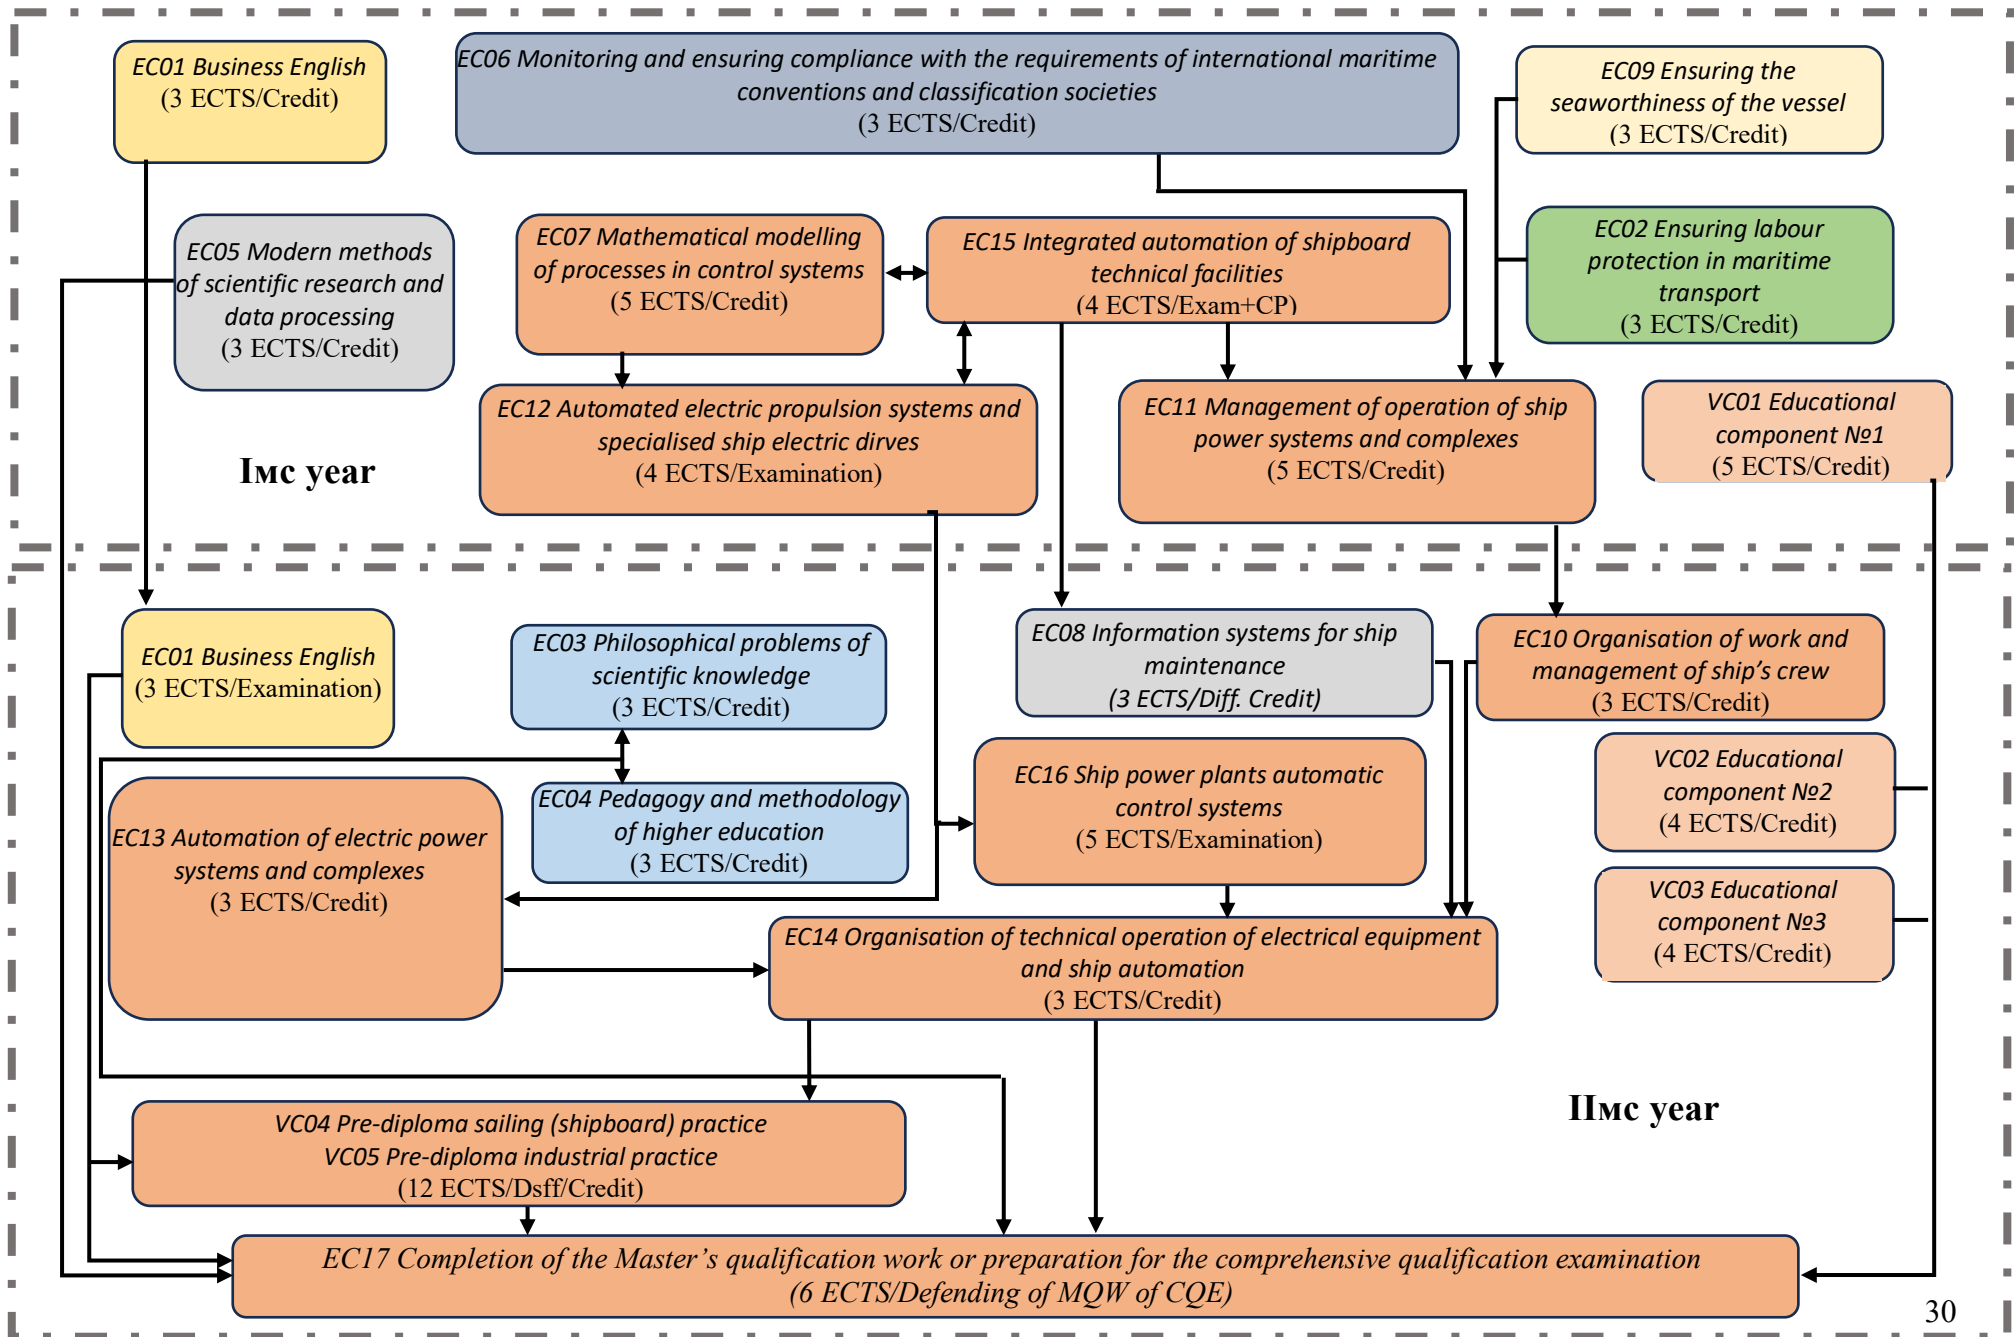 EC01 Business English
(3 ECTS/Credit)
EC06 Monitoring and ensuring compliance with the requirements of international maritime
conventions and classification societies
(3 ECTS/Credit)
EC09 Ensuring the
seaworthiness of the vessel
(3 ECTS/Credit)
EC05 Modern methods
of scientific research and
data processing
(3 ECTS/Credit)
EC07 Mathematical modelling
of processes in control systems
(5 ECTS/Credit)
EC15 Integrated automation of shipboard
technical facilities
(4 ECTS/Exam+CP)
EC02 Ensuring labour
protection in maritime
transport
(3 ECTS/Credit)
EC12 Automated electric propulsion systems and
specialised ship electric dirves
(4 ECTS/Examination)
EC11 Management of operation of ship
power systems and complexes
(5 ECTS/Credit)
VC01 Educational
component №1
(5 ECTS/Credit)
Iмс year
EC01 Business English
(3 ECTS/Examination)
EC03 Philosophical problems of
scientific knowledge
(3 ECTS/Credit)
EC08 Information systems for ship
maintenance
(3 ECTS/Diff. Credit)
EC10 Organisation of work and
management of ship's crew
(3 ECTS/Credit)
EC13 Automation of electric power
systems and complexes
(3 ECTS/Credit)
EC04 Pedagogy and methodology
of higher education
(3 ECTS/Credit)
EC16 Ship power plants automatic
control systems
(5 ECTS/Examination)
VC02 Educational
component №2
(4 ECTS/Credit)
VC03 Educational
component №3
(4 ECTS/Credit)
EC14 Organisation of technical operation of electrical equipment
and ship automation
(3 ECTS/Credit)
IIмс year
VC04 Pre-diploma sailing (shipboard) practice
VC05 Pre-diploma industrial practice
(12 ECTS/Dsff/Credit)
EC17 Completion of the Master's qualification work or preparation for the comprehensive qualification examination
(6 ECTS/Defending of MQW of CQE)
30